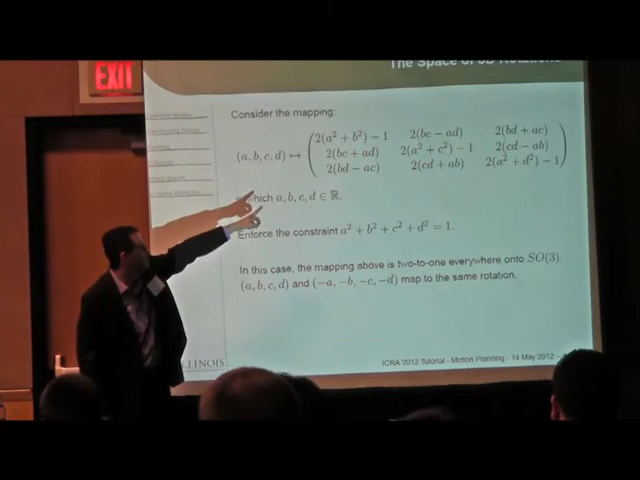 EXIT
The Space of 3D Rotations
Consider the mapping:
(a, b, c, d) ↦ ( 2(a² + b²) − 1 2(bc − ad) 2(bd + ac)
2(bc + ad) 2(a² + c²) − 1 2(cd − ab)
2(bd − ac) 2(cd + ab) 2(a² + d²) − 1 )
which a, b, c, d ∈ ℝ.
Enforce the constraint a² + b² + c² + d² = 1.
In this case, the mapping above is two-to-one everywhere onto SO(3).
(a, b, c, d) and (−a, −b, −c, −d) map to the same rotation.
LINOIS
ICRA 2012 Tutorial - Motion Planning - 14 May 2012 –